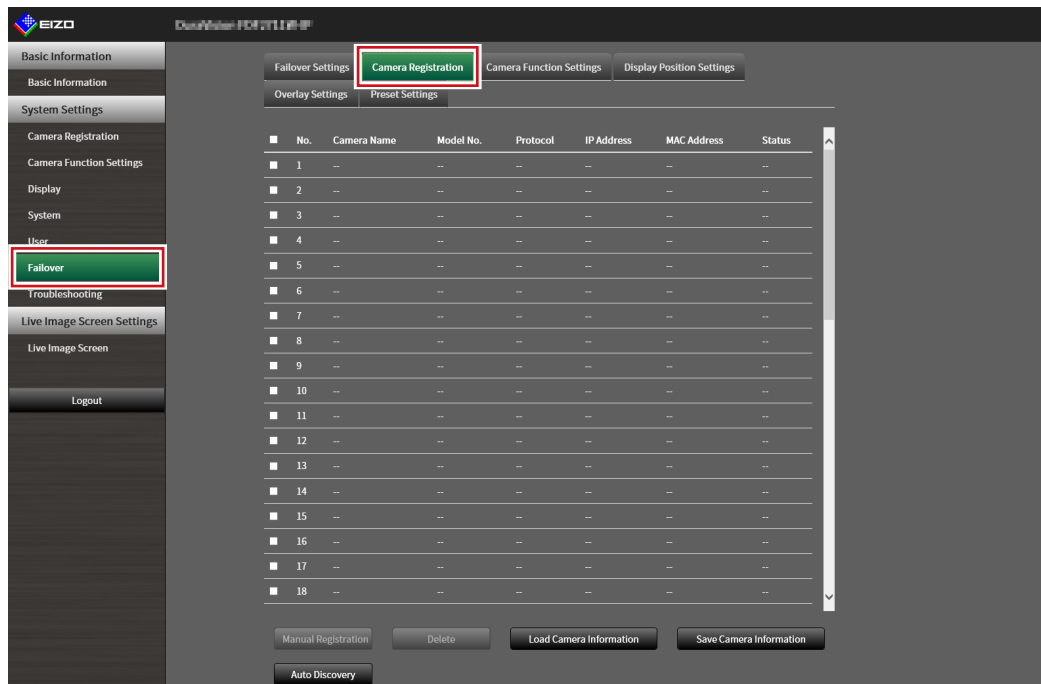 EIZO
Basic Information
Basic Information
System Settings
Camera Registration
Camera Function Settings
Display
System
User
Failover
Troubleshooting
Live Image Screen Settings
Live Image Screen
Logout
Failover Settings Camera Registration Camera Function Settings Display Position Settings
Overlay Settings Preset Settings
No. Camera Name Model No. Protocol IP Address MAC Address Status
1 -- -- -- -- -- --
2 -- -- -- -- -- --
3 -- -- -- -- -- --
4 -- -- -- -- -- --
5 -- -- -- -- -- --
6 -- -- -- -- -- --
7 -- -- -- -- -- --
8 -- -- -- -- -- --
9 -- -- -- -- -- --
10 -- -- -- -- -- --
11 -- -- -- -- -- --
12 -- -- -- -- -- --
13 -- -- -- -- -- --
14 -- -- -- -- -- --
15 -- -- -- -- -- --
16 -- -- -- -- -- --
17 -- -- -- -- -- --
18 -- -- -- -- -- --
Manual Registration Delete Load Camera Information Save Camera Information
Auto Discovery